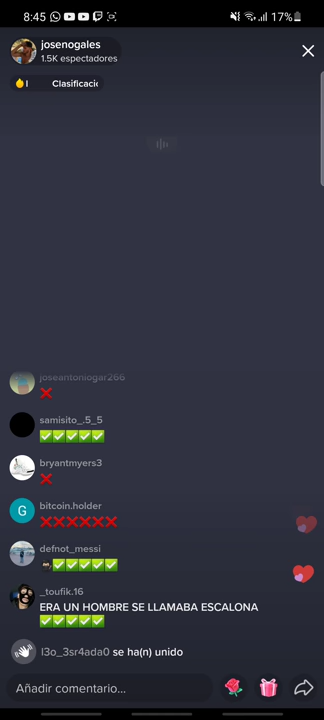 8:45
17%
josenogales
1.5K espectadores
Clasificació
joseantoniogar266
samisito_.5_5
bryantmyers3
G
bitcoin.holder
defnot_messi
_toufik.16
ERA UN HOMBRE SE LLAMABA ESCALONA
l3o_3sr4ada0 se ha(n) unido
Añadir comentario...